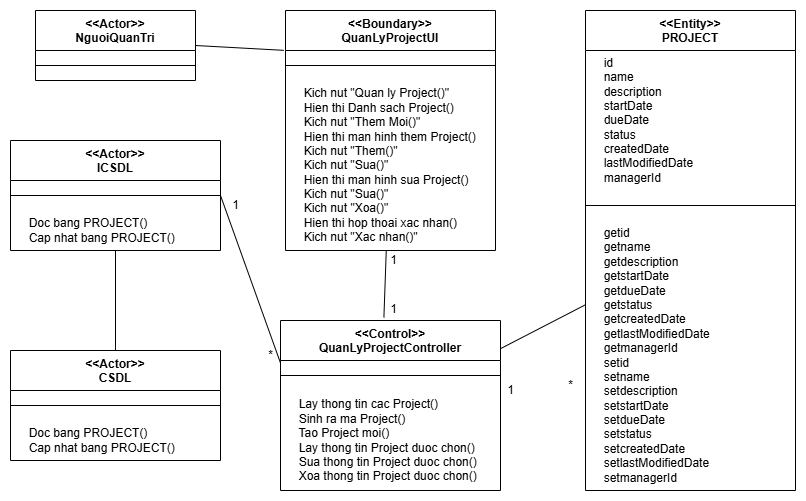 <<Actor>>
NguoiQuanTri
<<Boundary>>
QuanLyProjectUI
Kich nut "Quan ly Project()"
Hien thi Danh sach Project()
Kich nut "Them Moi()"
Hien thi man hinh them Project()
Kich nut "Them()"
Kich nut "Sua()"
Hien thi man hinh sua Project()
Kich nut "Sua()"
Kich nut "Xoa()"
Hien thi hop thoai xac nhan()
Kich nut "Xac nhan()"
<<Entity>>
PROJECT
id
name
description
startDate
dueDate
status
createdDate
lastModifiedDate
managerId
getid
getname
getdescription
getstartDate
getdueDate
getstatus
getcreatedDate
getlastModifiedDate
getmanagerId
setid
setname
setdescription
setstartDate
setdueDate
setstatus
setcreatedDate
setlastModifiedDate
setmanagerId
<<Actor>>
ICSDL
Doc bang PROJECT()
Cap nhat bang PROJECT()
1
1
1
*
<<Actor>>
CSDL
Doc bang PROJECT()
Cap nhat bang PROJECT()
<<Control>>
QuanLyProjectController
Lay thong tin cac Project()
Sinh ra ma Project()
Tao Project moi()
Lay thong tin Project duoc chon()
Sua thong tin Project duoc chon()
Xoa thong tin Project duoc chon()
1
*